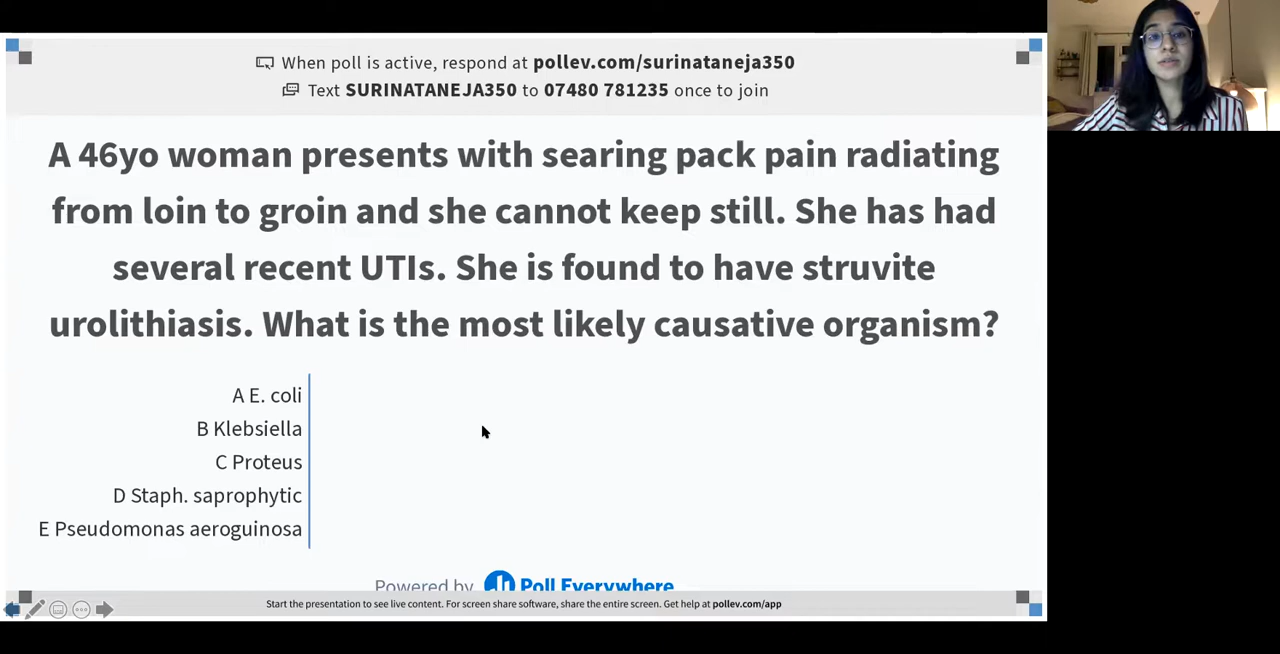 When poll is active, respond at pollev.com/surinataneja350
Text SURINATANEJA350 to 07480 781235 once to join
A 46yo woman presents with searing pack pain radiating
from loin to groin and she cannot keep still. She has had
several recent UTIs. She is found to have struvite
urolithiasis. What is the most likely causative organism?
A E. coli
B Klebsiella
C Proteus
D Staph. saprophytic
E Pseudomonas aeroguinosa
Powered by Poll Everywhere
Start the presentation to see live content. For screen share software, share the entire screen. Get help at pollev.com/app